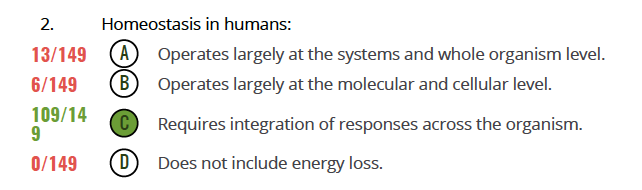 2. Homeostasis in humans:
13/149 A Operates largely at the systems and whole organism level.
6/149 B Operates largely at the molecular and cellular level.
109/14
9 C Requires integration of responses across the organism.
0/149 D Does not include energy loss.